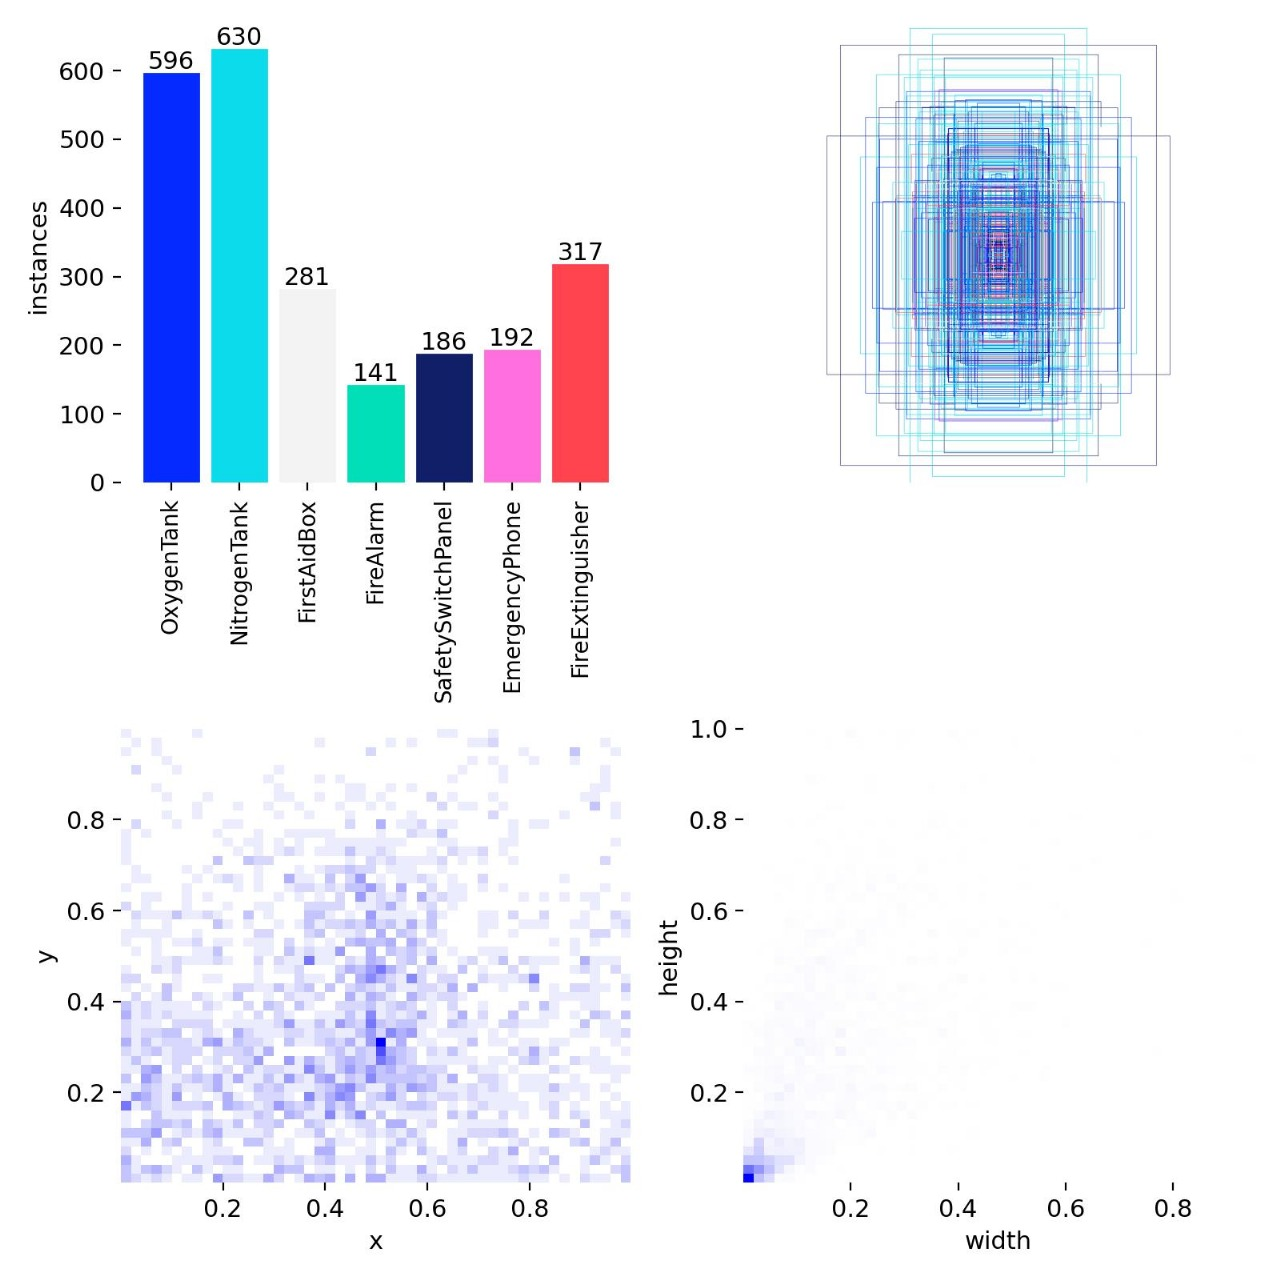 instances
600
500
400
300
200
100
0
596
630
281
141
186
192
317
OxygenTank
NitrogenTank
FirstAidBox
FireAlarm
SafetySwitchPanel
EmergencyPhone
FireExtinguisher
y
0.8
0.6
0.4
0.2
0.2 0.4 0.6 0.8
x
height
1.0
0.8
0.6
0.4
0.2
0.2 0.4 0.6 0.8
width